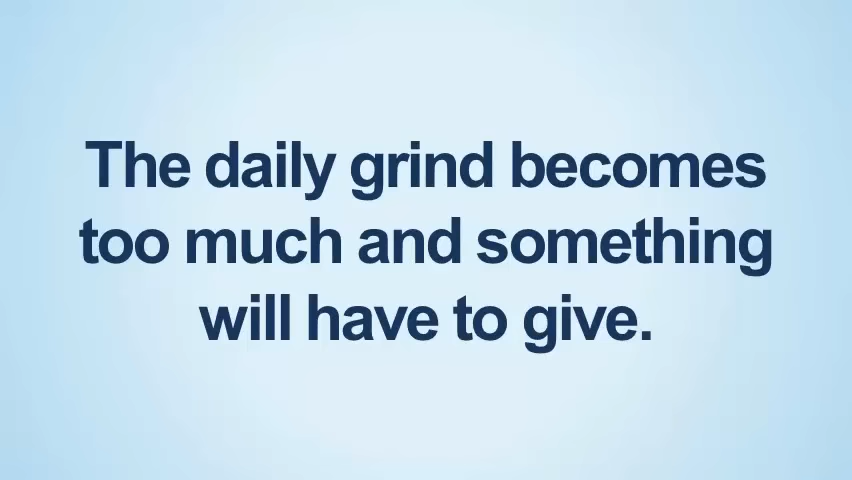 The daily grind becomes
too much and something
will have to give.